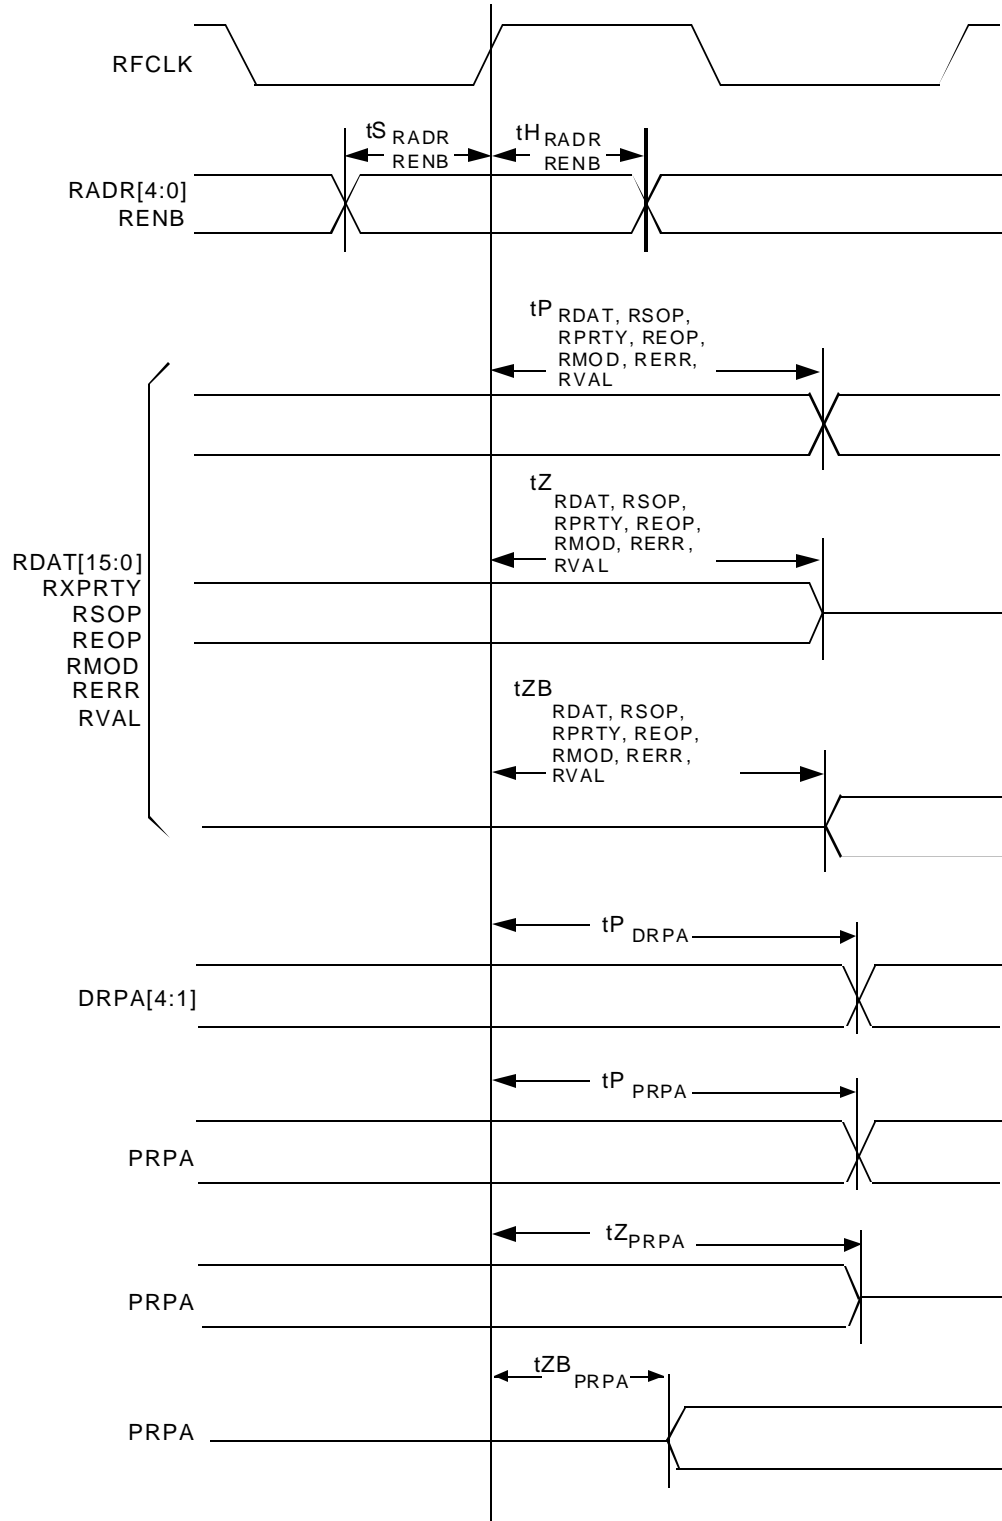 RFCLK
tS RADR
RENB
tH RADR
RENB
RADR[4:0]
RENB
tP RDAT, RSOP,
RPRTY, REOP,
RMOD, RERR,
RVAL
tZ
RDAT, RSOP,
RPRTY, REOP,
RMOD, RERR,
RVAL
RDAT[15:0]
RXPRTY
RSOP
REOP
RMOD
RERR
RVAL
tZB
RDAT, RSOP,
RPRTY, REOP,
RMOD, RERR,
RVAL
tP DRPA
DRPA[4:1]
tP PRPA
PRPA
tZ PRPA
PRPA
tZB PRPA
PRPA